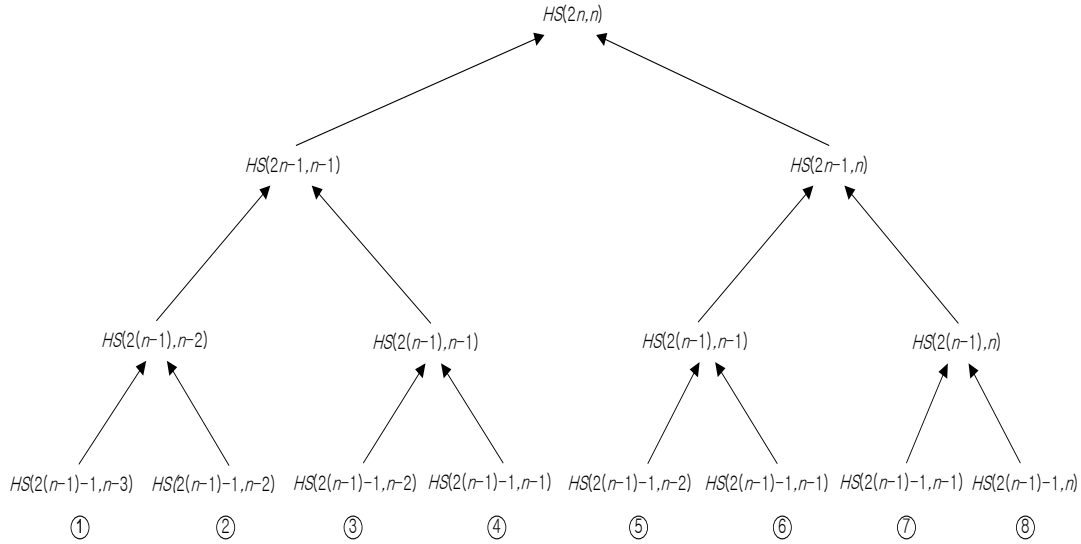 HS(2n,n)
HS(2n-1,n-1) HS(2n-1,n)
HS(2(n-1),n-2) HS(2(n-1),n-1) HS(2(n-1),n-1) HS(2(n-1),n)
HS(2(n-1)-1,n-3) HS(2(n-1)-1,n-2) HS(2(n-1)-1,n-2) HS(2(n-1)-1,n-1) HS(2(n-1)-1,n-2) HS(2(n-1)-1,n-1) HS(2(n-1)-1,n-1) HS(2(n-1)-1,n)
① ② ③ ④ ⑤ ⑥ ⑦ ⑧